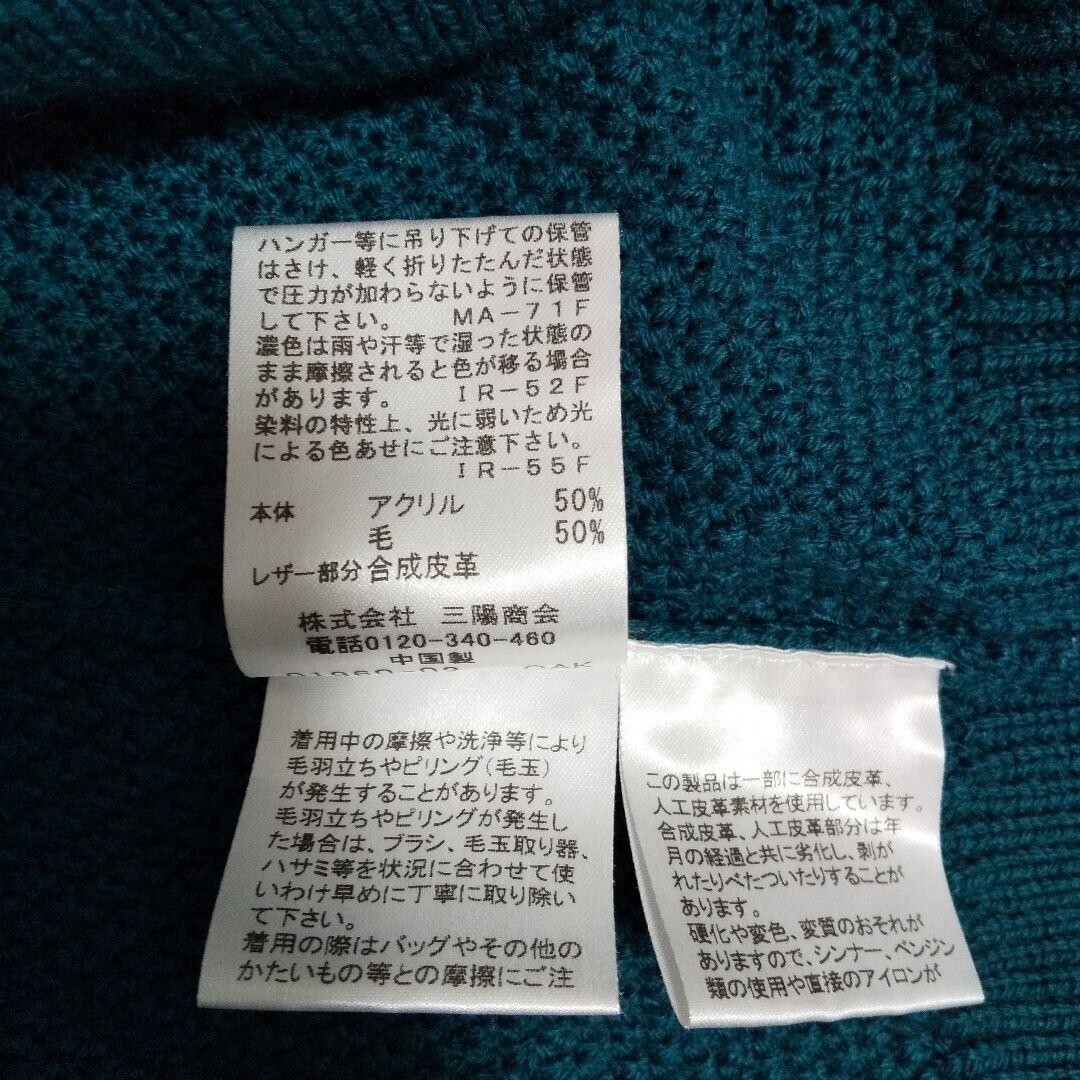 ハンガー等に吊り下げての保管
はさけ、軽く折りたたんだ状態
で圧力が加わらないように保管
して下さい。 MA-71F
濃色は雨や汗等で湿った状態の
まま摩擦されると色が移る場合
があります。 IR-52F
染料の特性上、光に弱いため光
による色あせにご注意下さい。
IR-55F
本体 アクリル 50%
毛 50%
レザー部分 合成皮革
株式会社 三陽商会
電話0120-340-460
中国製
着用中の摩擦や洗浄等により
毛羽立ちやピリング(毛玉)
が発生することがあります。
毛羽立ちやピリングが発生し
た場合は、ブラシ、毛玉取り器、
ハサミ等を状況に合わせて使
いわけ早めに丁寧に取り除い
て下さい。
着用の際はバッグやその他の
かたいもの等との摩擦にご注
この製品は一部に合成皮革、
人工皮革素材を使用しています。
合成皮革、人工皮革部分は年
月の経過と共に劣化し、剥が
れたりべたついたりすることが
あります。
硬化や変色、変質のおそれが
ありますので、シンナー、ベンジン
類の使用や直接のアイロンが